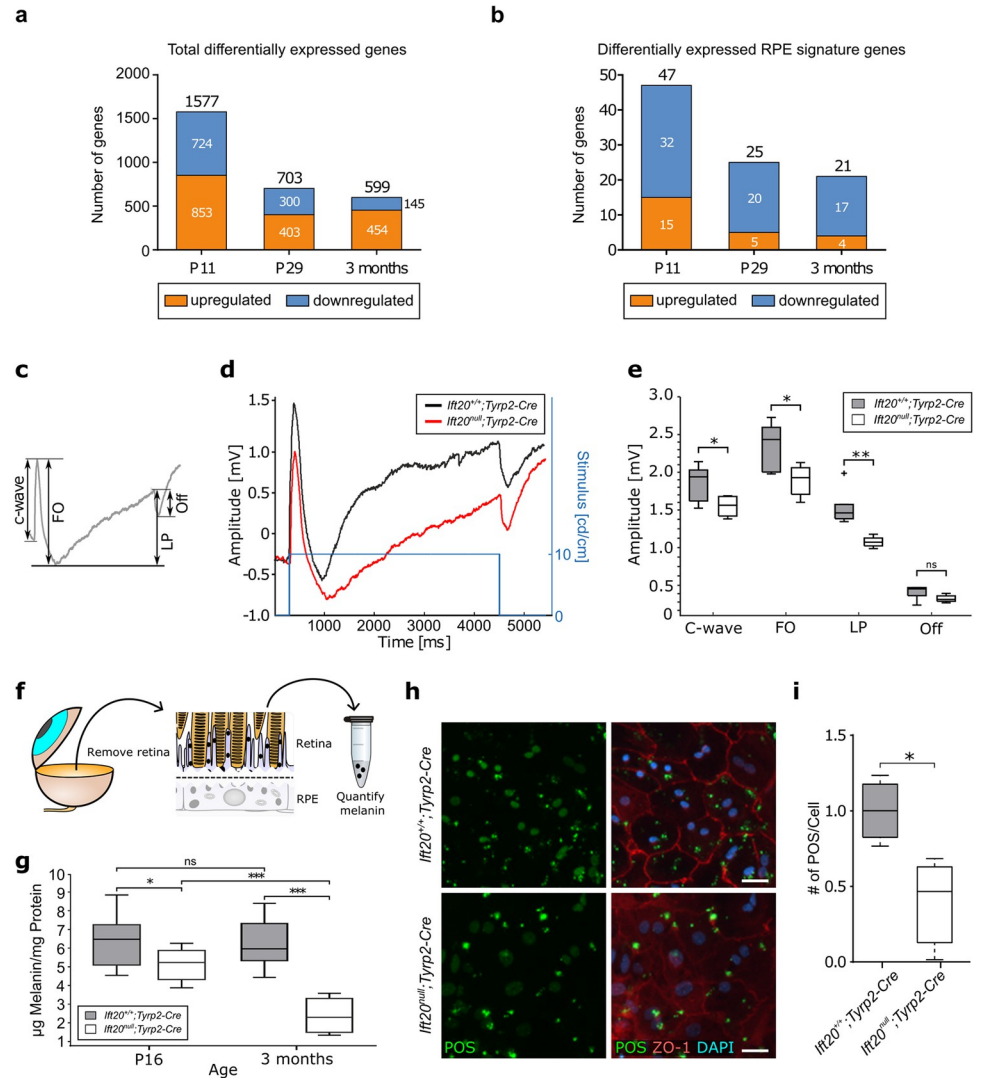 a
Total differentially expressed genes
Number of genes
2000
1500
1000
500
0
1577
724
853
703
300
403
599
145
454
P11 P29 3 months
upregulated downregulated
b
Differentially expressed RPE signature genes
Number of genes
50
40
30
20
10
0
47
32
15
25
20
5
21
17
4
P11 P29 3 months
upregulated downregulated
c
c-wave
FO
LP
Off
d
Ift20+/+;Tyrp2-Cre
Ift20null;Tyrp2-Cre
Amplitude [mV]
1.5
1.0
0.5
0
-0.5
-1.0
Stimulus [cd/cm]
10
0
1000 2000 3000 4000 5000
Time [ms]
e
Ift20+/+;Tyrp2-Cre
Ift20null;Tyrp2-Cre
Amplitude [mV]
3.0
2.5
2.0
1.5
1.0
0.5
0
*
*
**
ns
C-wave FO LP Off
f
Remove retina
Retina
RPE
Quantify
melanin
g
µg Melanin/mg Protein
10
9
8
7
6
5
4
3
2
1
ns
*
***
***
Ift20+/+;Tyrp2-Cre
Ift20null;Tyrp2-Cre
P16 3 months
Age
h
Ift20+/+;Tyrp2-Cre
Ift20null;Tyrp2-Cre
POS
POS ZO-1 DAPI
i
# of POS/Cell
1.5
1.0
0.5
0
*
Ift20+/+;Tyrp2-Cre
Ift20null;Tyrp2-Cre